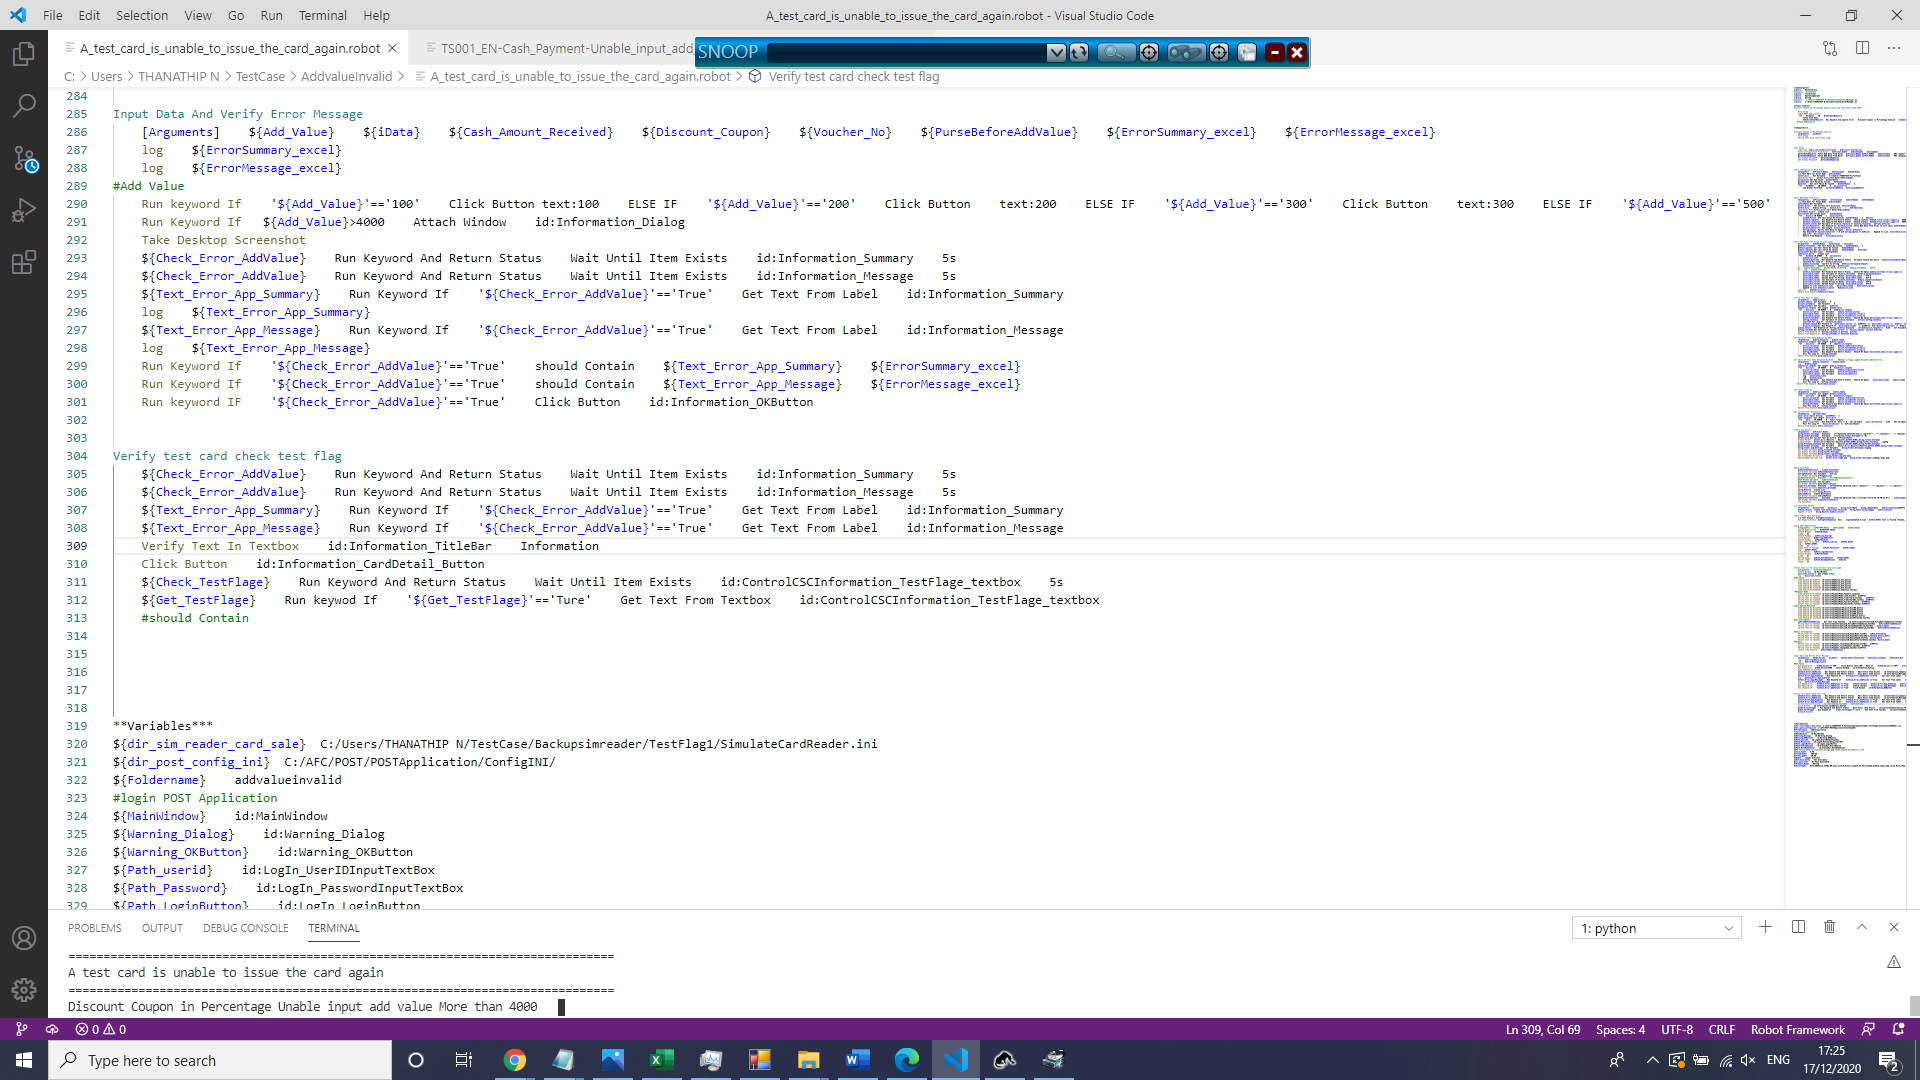 File Edit Selection View Go Run Terminal Help
A_test_card_is_unable_to_issue_the_card_again.robot - Visual Studio Code
A_test_card_is_unable_to_issue_the_card_again.robot
TS001_EN-Cash_Payment-Unable_input_add_
SNOOP
C: > Users > THANATHIP N > TestCase > AddvalueInvalid > A_test_card_is_unable_to_issue_the_card_again.robot > Verify test card check test flag
284
285 Input Data And Verify Error Message
286 [Arguments] ${Add_Value} ${iData} ${Cash_Amount_Received} ${Discount_Coupon} ${Voucher_No} ${PurseBeforeAddValue} ${ErrorSummary_excel} ${ErrorMessage_excel}
287 log ${ErrorSummary_excel}
288 log ${ErrorMessage_excel}
289 #Add Value
290 Run keyword If '${Add_Value}'=='100' Click Button text:100 ELSE IF '${Add_Value}'=='200' Click Button text:200 ELSE IF '${Add_Value}'=='300' Click Button text:300 ELSE IF '${Add_Value}'=='500'
291 Run Keyword If ${Add_Value}>4000 Attach Window id:Information_Dialog
292 Take Desktop Screenshot
293 ${Check_Error_AddValue} Run Keyword And Return Status Wait Until Item Exists id:Information_Summary 5s
294 ${Check_Error_AddValue} Run Keyword And Return Status Wait Until Item Exists id:Information_Message 5s
295 ${Text_Error_App_Summary} Run Keyword If '${Check_Error_AddValue}'=='True' Get Text From Label id:Information_Summary
296 log ${Text_Error_App_Summary}
297 ${Text_Error_App_Message} Run Keyword If '${Check_Error_AddValue}'=='True' Get Text From Label id:Information_Message
298 log ${Text_Error_App_Message}
299 Run Keyword If '${Check_Error_AddValue}'=='True' should Contain ${Text_Error_App_Summary} ${ErrorSummary_excel}
300 Run Keyword If '${Check_Error_AddValue}'=='True' should Contain ${Text_Error_App_Message} ${ErrorMessage_excel}
301 Run keyword IF '${Check_Error_AddValue}'=='True' Click Button id:Information_OKButton
302
303
304 Verify test card check test flag
305 ${Check_Error_AddValue} Run Keyword And Return Status Wait Until Item Exists id:Information_Summary 5s
306 ${Check_Error_AddValue} Run Keyword And Return Status Wait Until Item Exists id:Information_Message 5s
307 ${Text_Error_App_Summary} Run Keyword If '${Check_Error_AddValue}'=='True' Get Text From Label id:Information_Summary
308 ${Text_Error_App_Message} Run Keyword If '${Check_Error_AddValue}'=='True' Get Text From Label id:Information_Message
309 Verify Text In Textbox id:Information_TitleBar Information
310 Click Button id:Information_CardDetail_Button
311 ${Check_TestFlage} Run Keyword And Return Status Wait Until Item Exists id:ControlCSCInformation_TestFlage_textbox 5s
312 ${Get_TestFlage} Run keywod If '${Get_TestFlage}'=='Ture' Get Text From Textbox id:ControlCSCInformation_TestFlage_textbox
313 #should Contain
314
315
316
317
318
319 **Variables***
320 ${dir_sim_reader_card_sale} C:/Users/THANATHIP N/TestCase/Backupsimreader/TestFlag1/SimulateCardReader.ini
321 ${dir_post_config_ini} C:/AFC/POST/POSTApplication/ConfigINI/
322 ${Foldername} addvalueinvalid
323 #login POST Application
324 ${MainWindow} id:MainWindow
325 ${Warning_Dialog} id:Warning_Dialog
326 ${Warning_OKButton} id:Warning_OKButton
327 ${Path_userid} id:LogIn_UserIDInputTextBox
328 ${Path_Password} id:LogIn_PasswordInputTextBox
329 ${Path_LoginButton} id:LogIn_LoginButton
PROBLEMS OUTPUT DEBUG CONSOLE TERMINAL
1: python
==============================================================================
A test card is unable to issue the card again
==============================================================================
Discount Coupon in Percentage Unable input add value More than 4000
0 0
Ln 309, Col 69 Spaces: 4 UTF-8 CRLF Robot Framework
Type here to search
ENG
17:25
17/12/2020
2